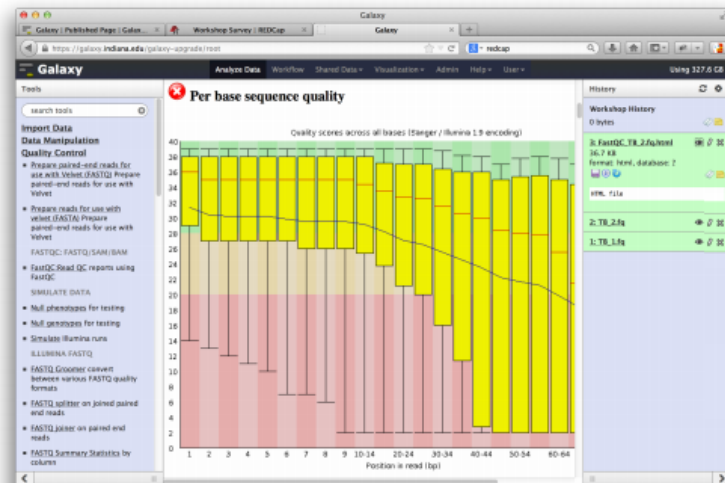 Galaxy
Galaxy | Published Page | Galax...
Workshop Survey | REDCap
Galaxy
https://galaxy.indiana.edu/galaxy-upgrade/root
redcap
Galaxy
Analyze Data
Workflow
Shared Data
Visualization
Admin
Help
User
Using 327.6 GB
Tools
search tools
Import Data
Data Manipulation
Quality Control
Prepare paired-end reads for
use with Velvet (FASTQ) Prepare
paired-end reads for use with
Velvet
Prepare reads for use with
velvet (FASTA) Prepare
paired-end reads for use with
Velvet
FASTQC: FASTQ/SAM/BAM
FastQC:Read QC reports using
FastQC
SIMULATE DATA
Null phenotypes for testing
Null genotypes for testing
Simulate Illumina runs
ILLUMINA FASTQ
FASTQ Groomer convert
between various FASTQ quality
formats
FASTQ splitter on joined paired
end reads
FASTQ joiner on paired end
reads
FASTQ Summary Statistics by
column
Per base sequence quality
Quality scores across all bases (Sanger / Illumina 1.9 encoding)
40
38
36
34
32
30
28
26
24
22
20
18
16
14
12
10
8
6
4
2
0
1 2 3 4 5 6 7 8 9 10-14 20-24 30-34 40-44 50-54 60-64
Position in read (bp)
History
Workshop History
0 bytes
3: FastQC_TB_2.fq.html
36.7 KB
format: html, database: ?
HTML file
2: TB_2.fq
1: TB_1.fq